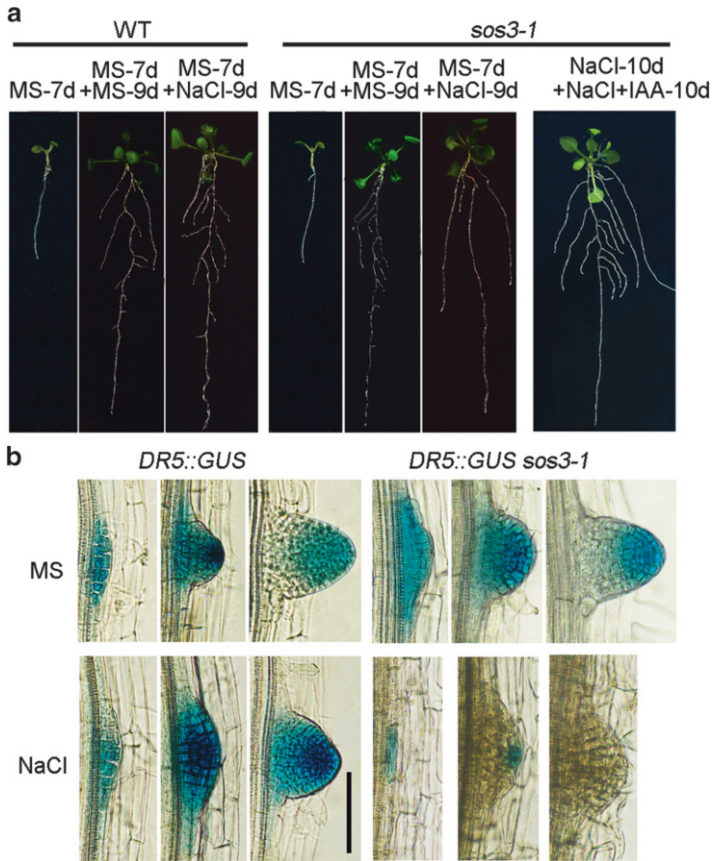 a
WT
sos3-1
MS-7d
MS-7d
+MS-9d
MS-7d
+NaCl-9d
MS-7d
MS-7d
+MS-9d
MS-7d
+NaCl-9d
NaCl-10d
+NaCl+IAA-10d
b
DR5::GUS
DR5::GUS sos3-1
MS
NaCl